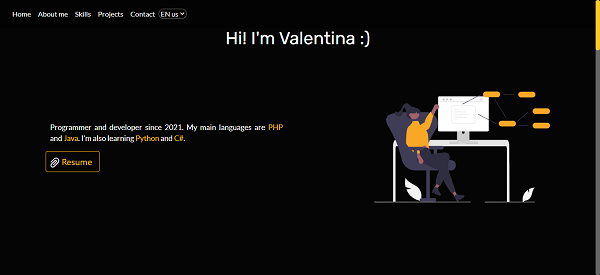 Home About me Skills Projects Contact EN us
Hi! I'm Valentina :)
Programmer and developer since 2021. My main languages are PHP
and Java. I'm also learning Python and C#.
Resume